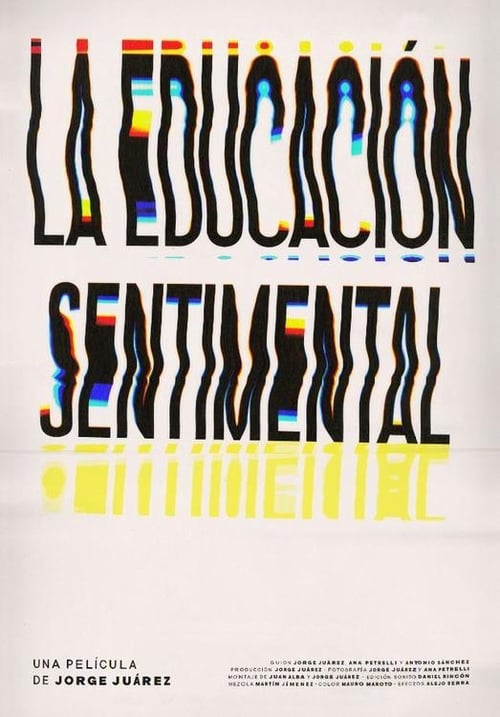 LA EDUCACIÓN
SENTIMENTAL
UNA PELÍCULA
DE JORGE JUÁREZ
GUION JORGE JUÁREZ, ANA PETRELLI Y ANTONIO SÁNCHEZ
PRODUCCIÓN JORGE JUÁREZ · FOTOGRAFÍA JORGE JUÁREZ Y ANA PETRELLI
MONTAJE DE JUAN ALBA Y JORGE JUÁREZ · EDICIÓN SONIDO DANIEL RINCÓN
MEZCLA MARTÍN JÍMENEZ · COLOR MAURO MAROTO · EFECTOS ALEJO SERRA